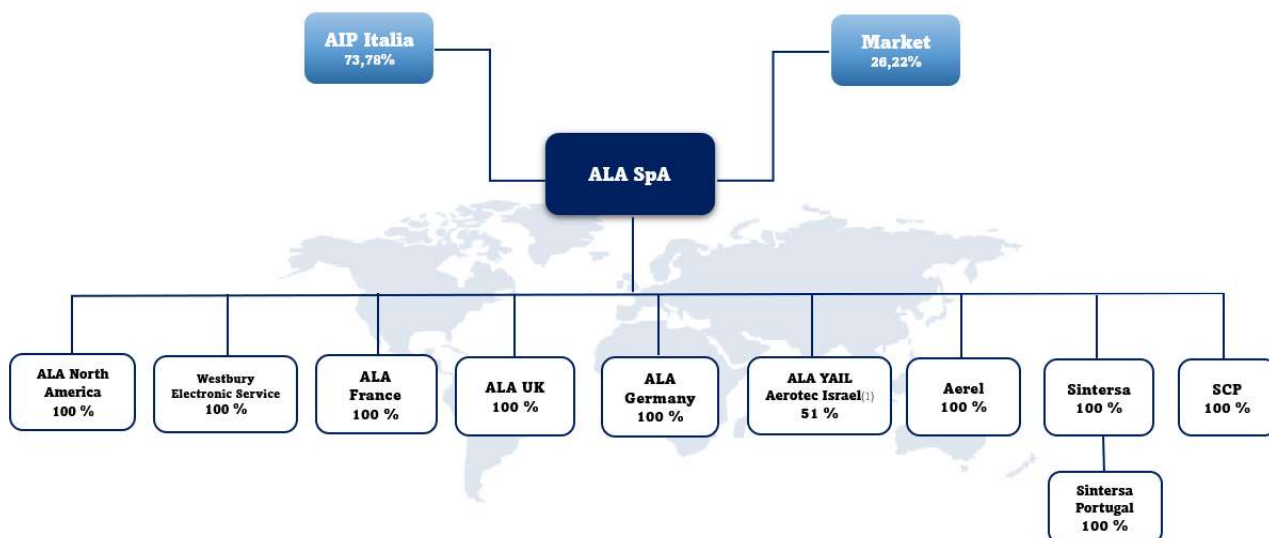 AIP Italia
73,78%
Market
26,22%
ALA SpA
ALA North
America
100 %
Westbury
Electronic Service
100 %
ALA
France
100 %
ALA UK
100 %
ALA
Germany
100 %
ALA YAIL
Aerotec Israel(1)
51 %
Aerel
100 %
Sintersa
100 %
SCP
100 %
Sintersa
Portugal
100 %